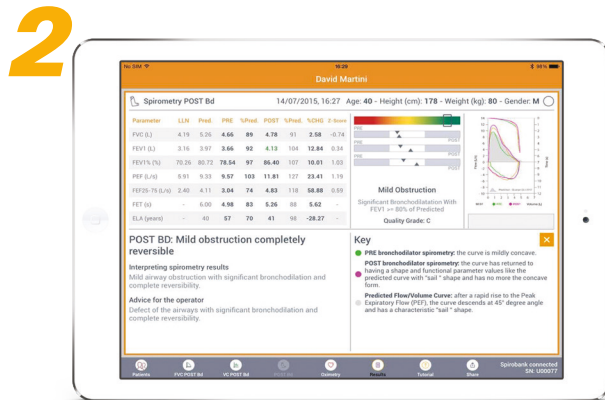 2
No SIM 16:29 98%
David Martini
Spirometry POST Bd 14/07/2015, 16:27 Age: 40 - Height (cm): 178 - Weight (kg): 80 - Gender: M
Parameter LLN Pred. PRE %Pred. POST %Pred. %CHG Z-Score
FVC (L) 4.19 5.26 4.66 89 4.78 91 2.58 -0.74
FEV1 (L) 3.16 3.97 3.66 92 4.13 104 12.84 0.34
FEV1% (%) 70.26 80.72 78.54 97 86.40 107 10.01 1.03
PEF (L/s) 5.91 9.33 9.57 103 11.81 127 23.41 1.19
FEF25-75 (L/s) 2.40 4.11 3.04 74 4.83 118 58.88 0.59
FET (s) - 6.00 4.98 83 5.26 88 5.62 -
ELA (years) - 40 57 70 41 98 -28.27 -
PRE
POST
PRE
POST
PRE
POST
Mild Obstruction
Significant Bronchodilatation With
FEV1 >= 80% of Predicted
Quality Grade: C
POST BD: Mild obstruction completely
reversible
Interpreting spirometry results
Mild airway obstruction with significant bronchodilation and
complete reversibility.
Advice for the operator
Defect of the airways with significant bronchodilation and
complete reversibility.
Key
PRE bronchodilator spirometry: the curve is mildly concave.
POST bronchodilator spirometry: the curve has returned to
having a shape and functional parameter values like the
predicted curve with "sail " shape and has no more the concave
form.
Predicted Flow/Volume Curve: after a rapid rise to the Peak
Expiratory Flow (PEF), the curve descends at 45° degree angle
and has a characteristic "sail " shape.
Patients FVC POST Bd VC POST Bd Oximetry Results Tutorial Share
Spirobank connected
SN: U00077